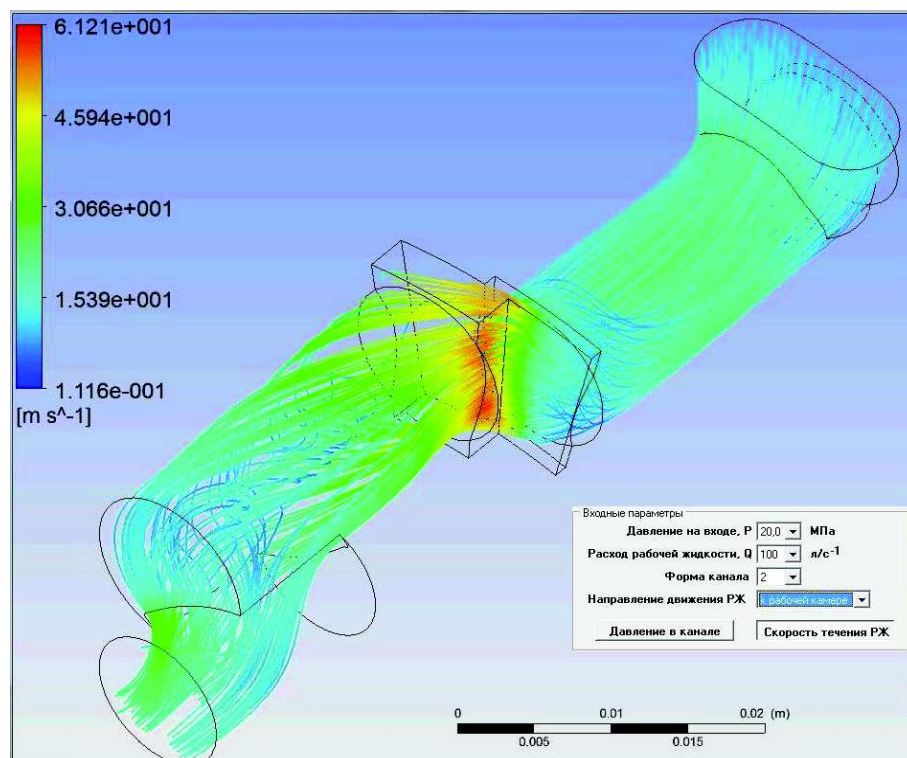 6.121e+001
4.594e+001
3.066e+001
1.539e+001
1.116e-001
[m s^-1]
Входные параметры
Давление на входе, P 20,0 МПа
Расход рабочей жидкости, Q 100 л/с-1
Форма канала 2
Направление движения РЖ к рабочей камере
Давление в канале Скорость течения РЖ
0 0.01 0.02 (m)
0.005 0.015